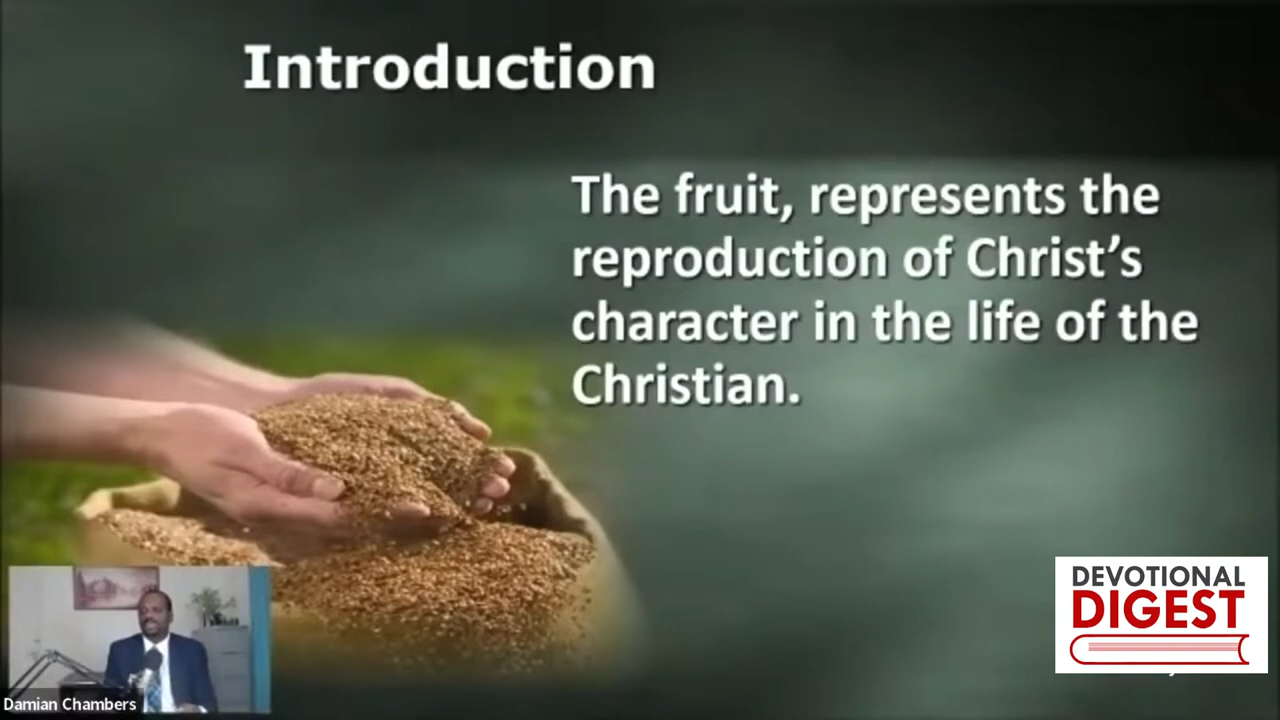 Introduction
The fruit, represents the
reproduction of Christ's
character in the life of the
Christian.
DEVOTIONAL
DIGEST
Damian Chambers